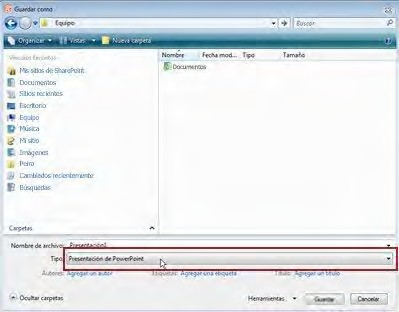 Guardar como
Equipo
Buscar
Organizar Vistas Nueva carpeta
Vínculos favoritos
Mis sitios de SharePoint
Documentos
Sitios recientes
Escritorio
Equipo
Música
Mi sitio
Imágenes
Perro
Cambiados recientemente
Búsquedas
Carpetas
Nombre Fecha mod... Tipo Tamaño
Documentos
Nombre de archivo: Presentación1
Tipo: Presentación de PowerPoint
Autores: Agregar un autor Etiquetas: Agregar una etiqueta Título: Agregar un título
Ocultar carpetas Herramientas Guardar Cancelar